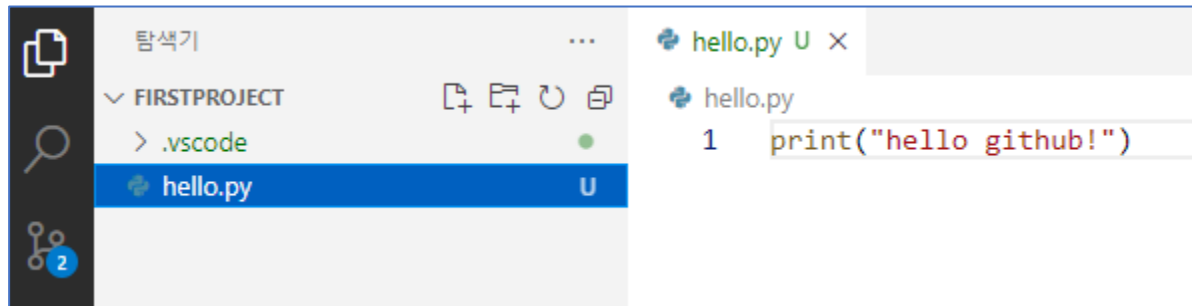 탐색기 ...
FIRSTPROJECT
.vscode
hello.py U
2
hello.py U
hello.py
1 print("hello github!")